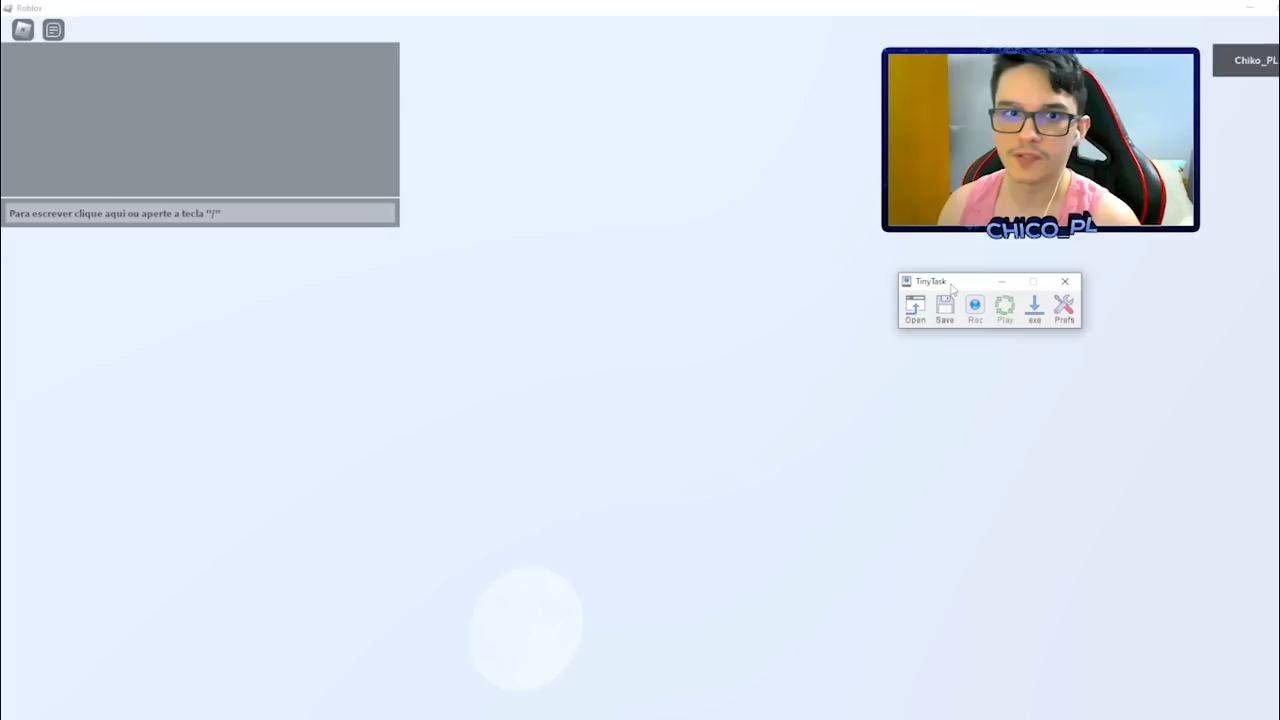 Roblox
Chiko_PL
Para escrever clique aqui ou aperte a tecla "/"
CHICO_PL
TinyTask
Open Save Rec Play exe Prefs